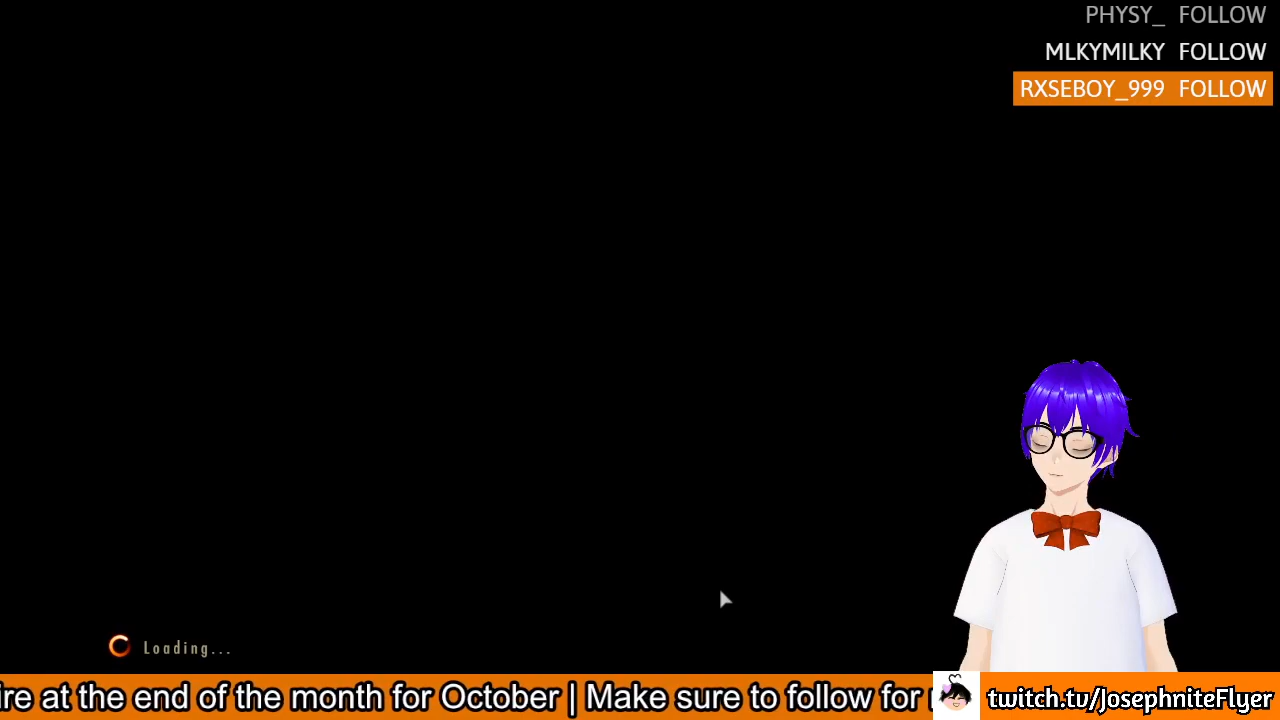 PHYSY_ FOLLOW
MLKYMILKY FOLLOW
RXSEBOY_999 FOLLOW
Loading...
ire at the end of the month for October | Make sure to follow for
twitch.tv/JosephniteFlyer